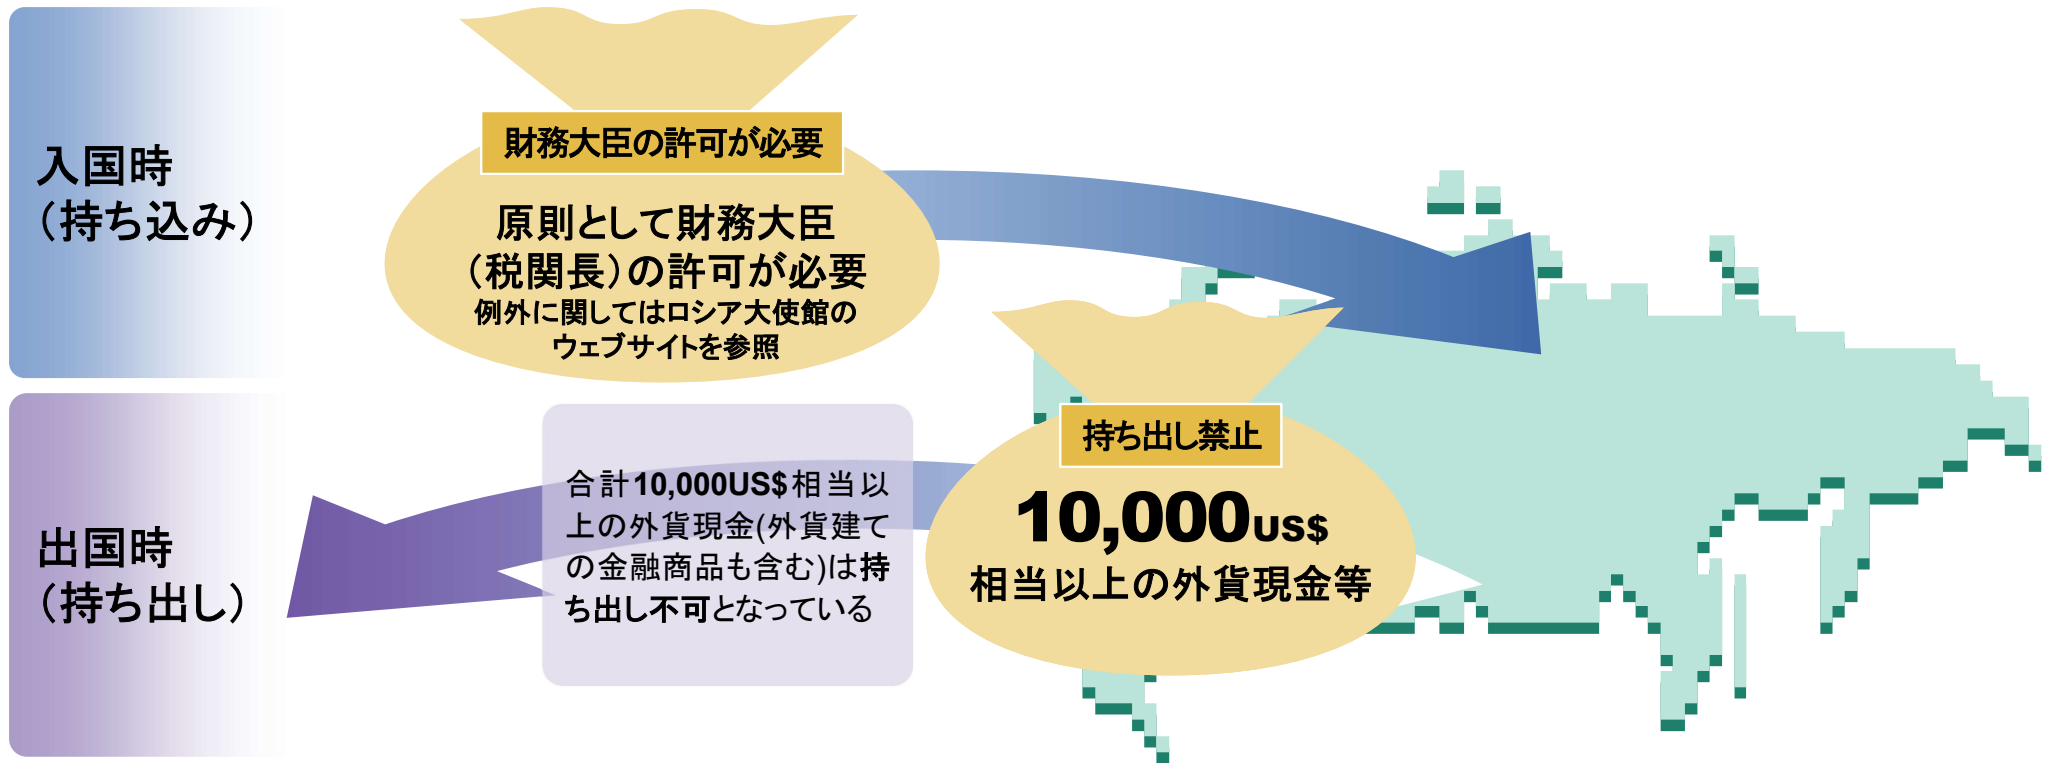 入国時
（持ち込み）
財務大臣の許可が必要
原則として財務大臣
（税関長）の許可が必要
例外に関してはロシア大使館の
ウェブサイトを参照
出国時
（持ち出し）
合計10,000US$相当以
上の外貨現金(外貨建て
の金融商品も含む)は持
ち出し不可となっている
持ち出し禁止
10,000US$
相当以上の外貨現金等